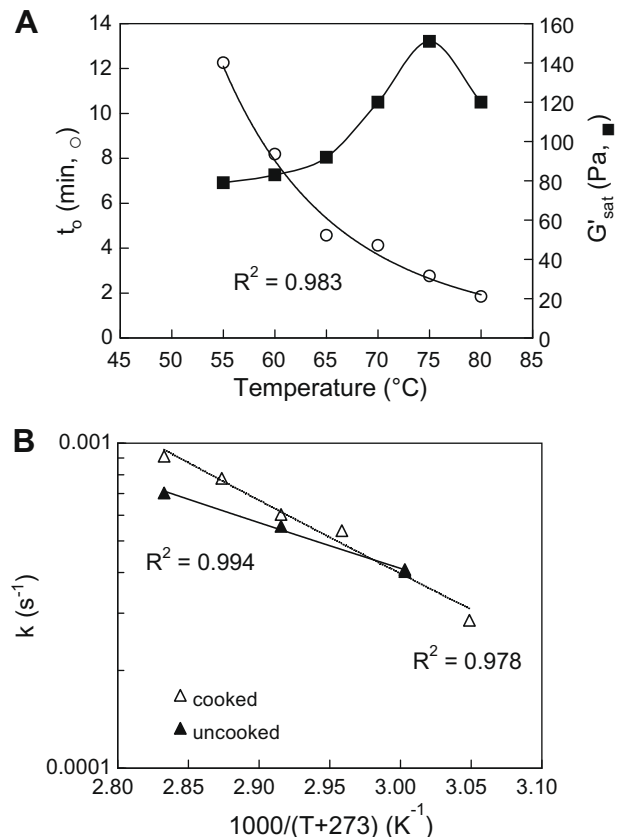 A
14
12
10
8
6
4
2
0
t₀ (min, ○)
R² = 0.983
160
140
120
100
80
60
40
20
0
G'sat (Pa, ■)
45 50 55 60 65 70 75 80 85
Temperature (°C)
B
0.001
0.0001
k (s⁻¹)
R² = 0.994
R² = 0.978
△ cooked
▲ uncooked
2.80 2.85 2.90 2.95 3.00 3.05 3.10
1000/(T+273) (K⁻¹)